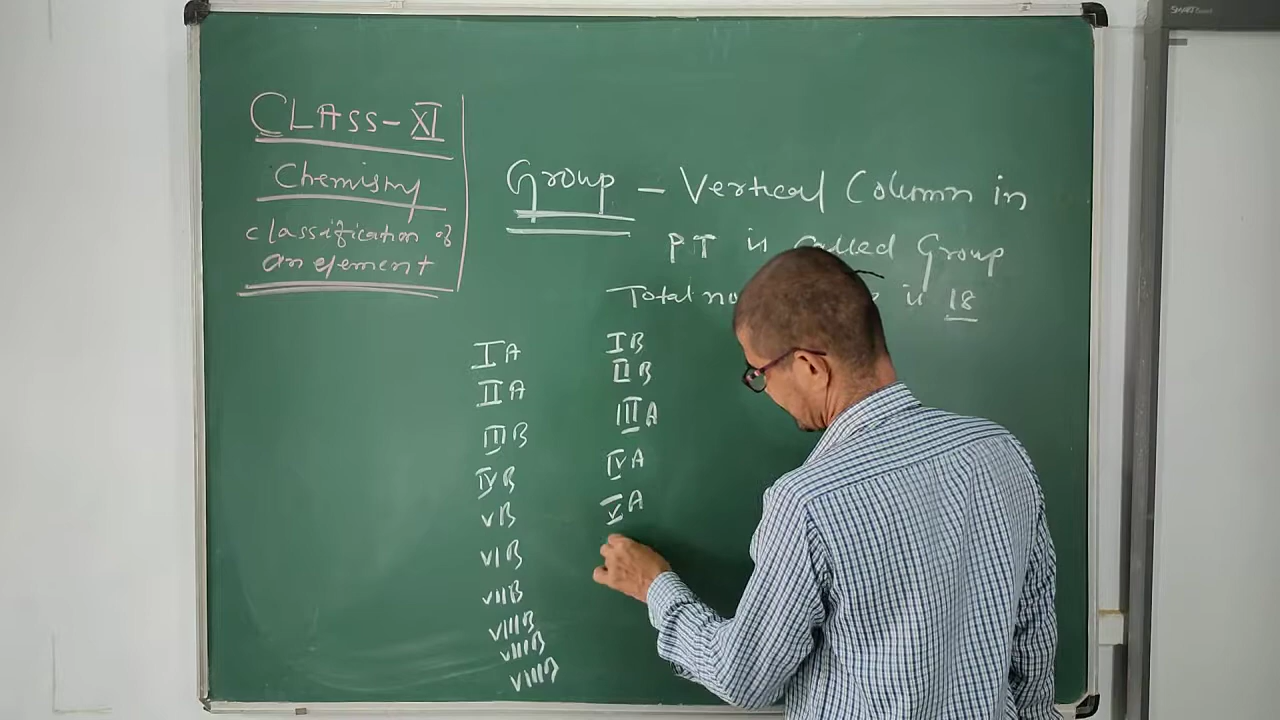 CLASS-XI
Chemistry
classification of
an element
Group - Vertical Column in
PT is called Group
Total no is 18
IA
IIA
IIIB
IVB
VB
VIB
VIIB
VIIIB
VIIIB
VIIIB
IB
IIB
IIIA
IVA
VA
SMART